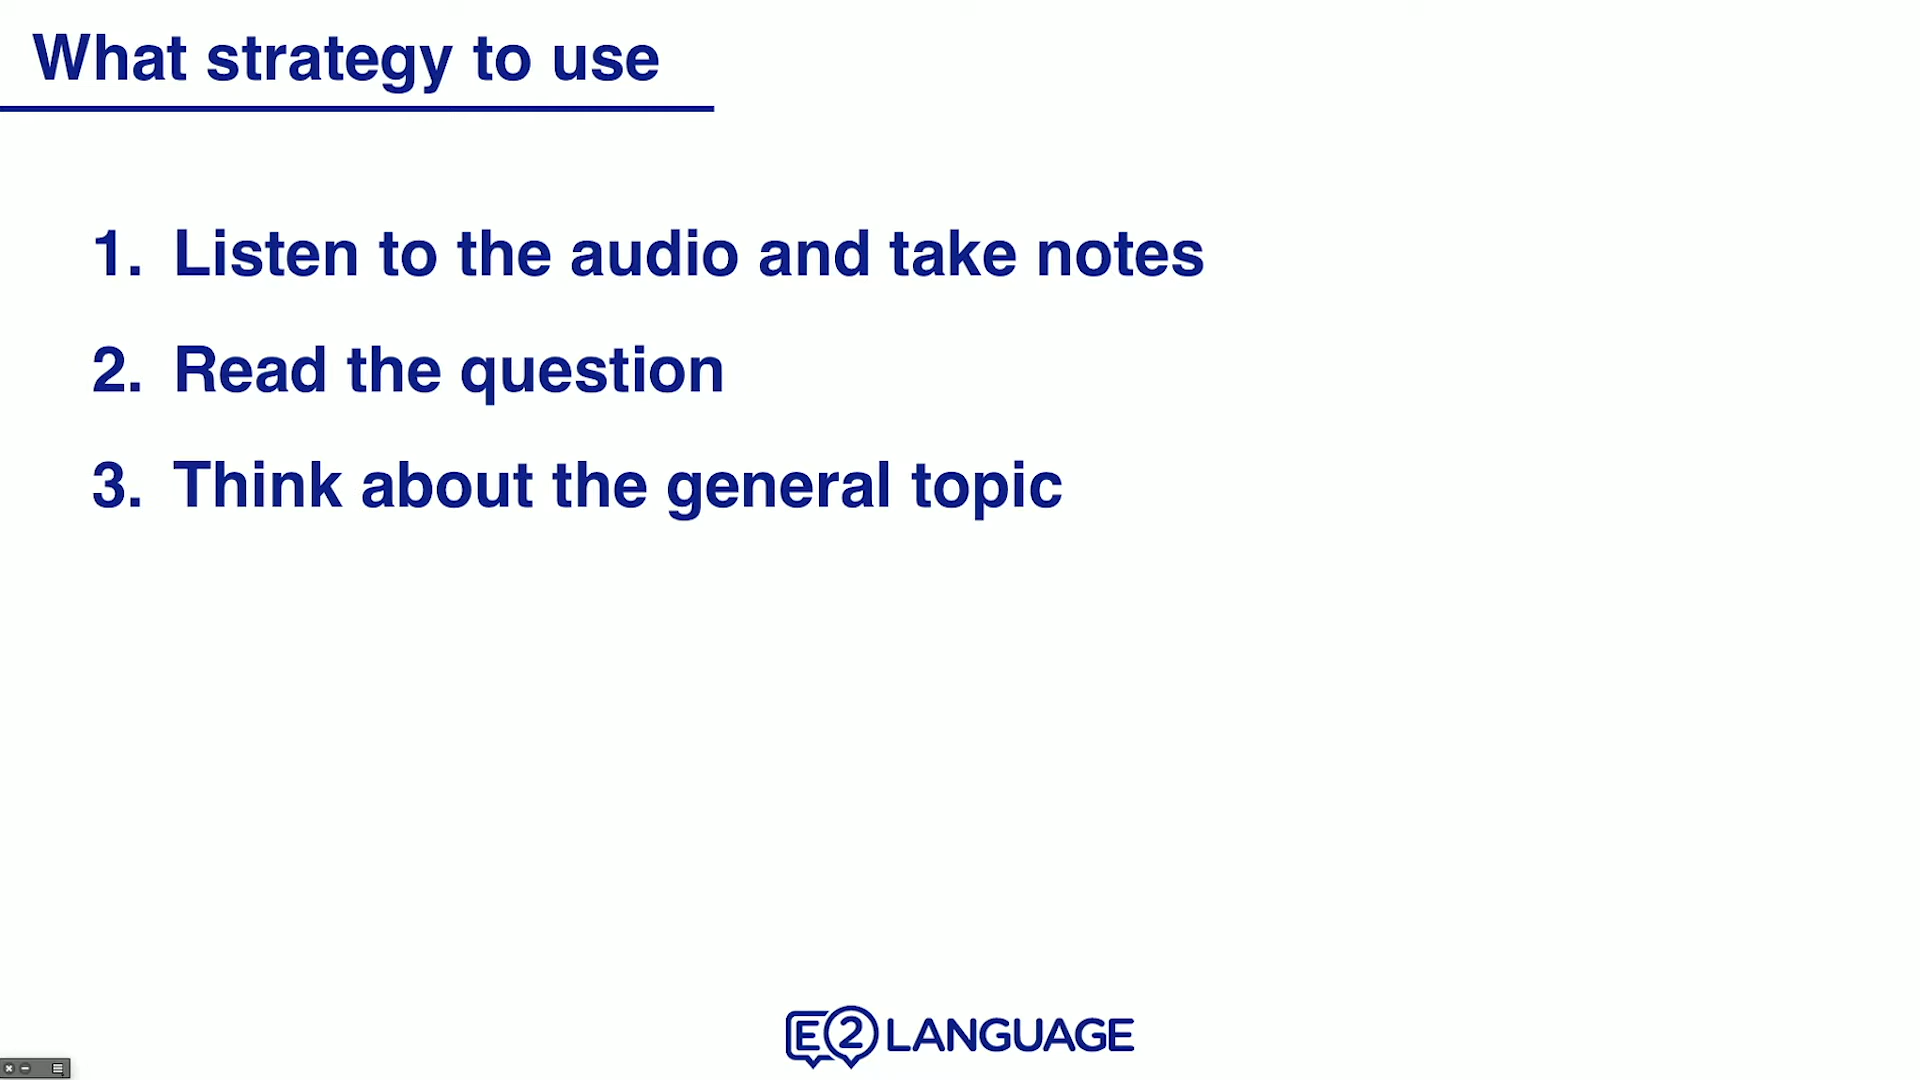 What strategy to use
1. Listen to the audio and take notes
2. Read the question
3. Think about the general topic
E2 LANGUAGE